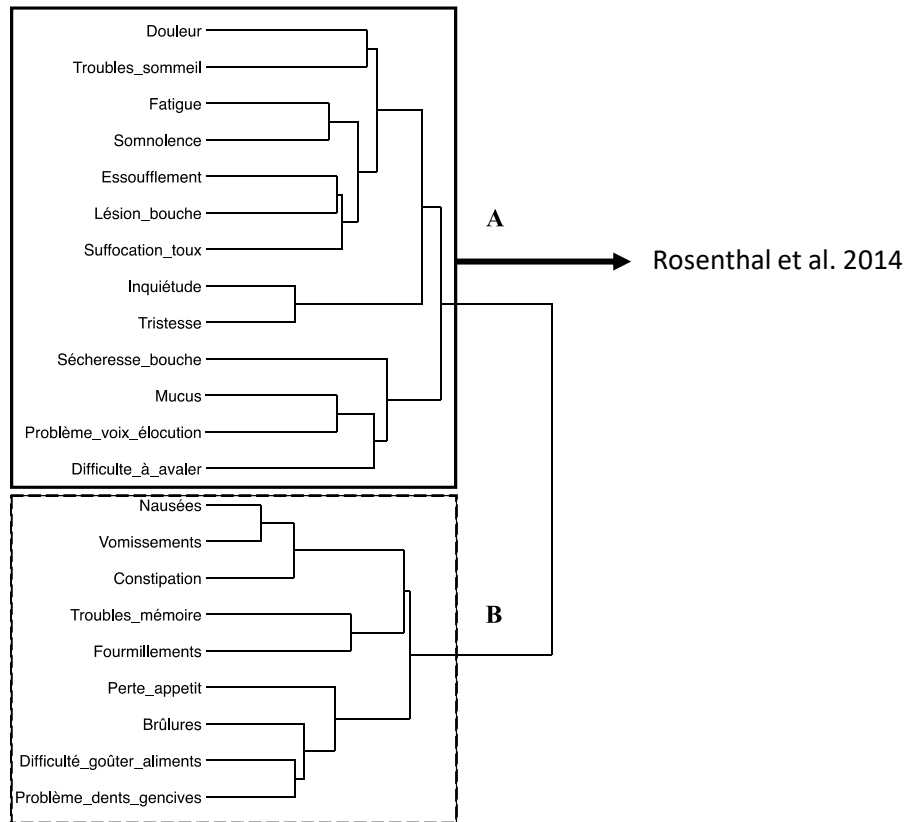 Douleur
Troubles_sommeil
Fatigue
Somnolence
Essoufflement
Lésion_bouche
Suffocation_toux
Inquiétude
Tristesse
Sécheresse_bouche
Mucus
Problème_voix_élocution
Difficulte_à_avaler
A
Rosenthal et al. 2014
Nausées
Vomissements
Constipation
Troubles_mémoire
Fourmillements
Perte_appetit
Brûlures
Difficulté_goûter_aliments
Problème_dents_gencives
B